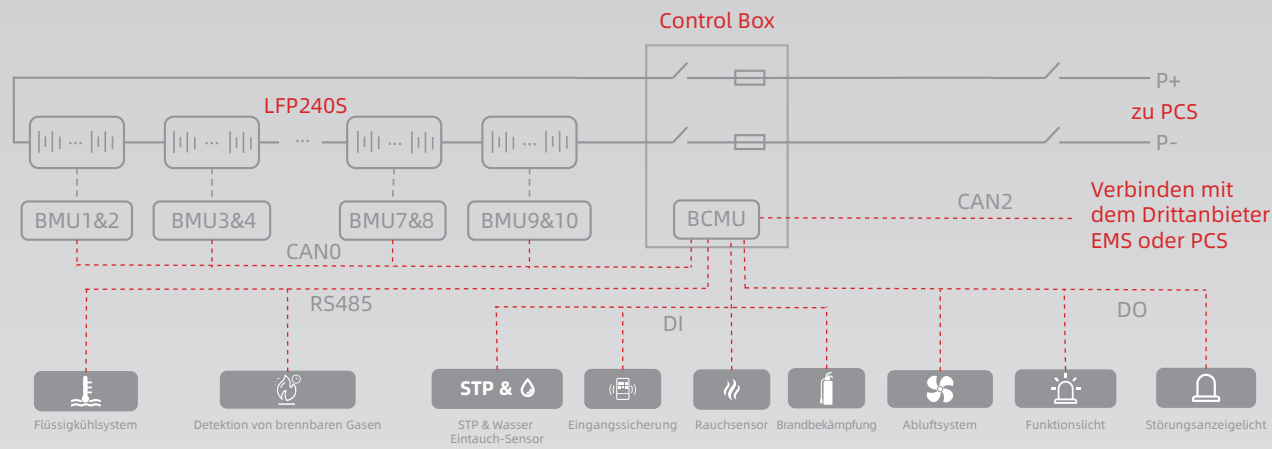 Control Box
P+
LFP240S
zu PCS
P-
BMU1&2
BMU3&4
BMU7&8
BMU9&10
BCMU
CAN2
Verbinden mit
dem Drittanbieter
EMS oder PCS
CAN0
RS485
DI
DO
STP &
Flüssigkühlsystem
Detektion von brennbaren Gasen
STP & Wasser
Eintauch-Sensor
Eingangssicherung
Rauchsensor
Brandbekämpfung
Abluftsystem
Funktionslicht
Störungsanzeigelicht